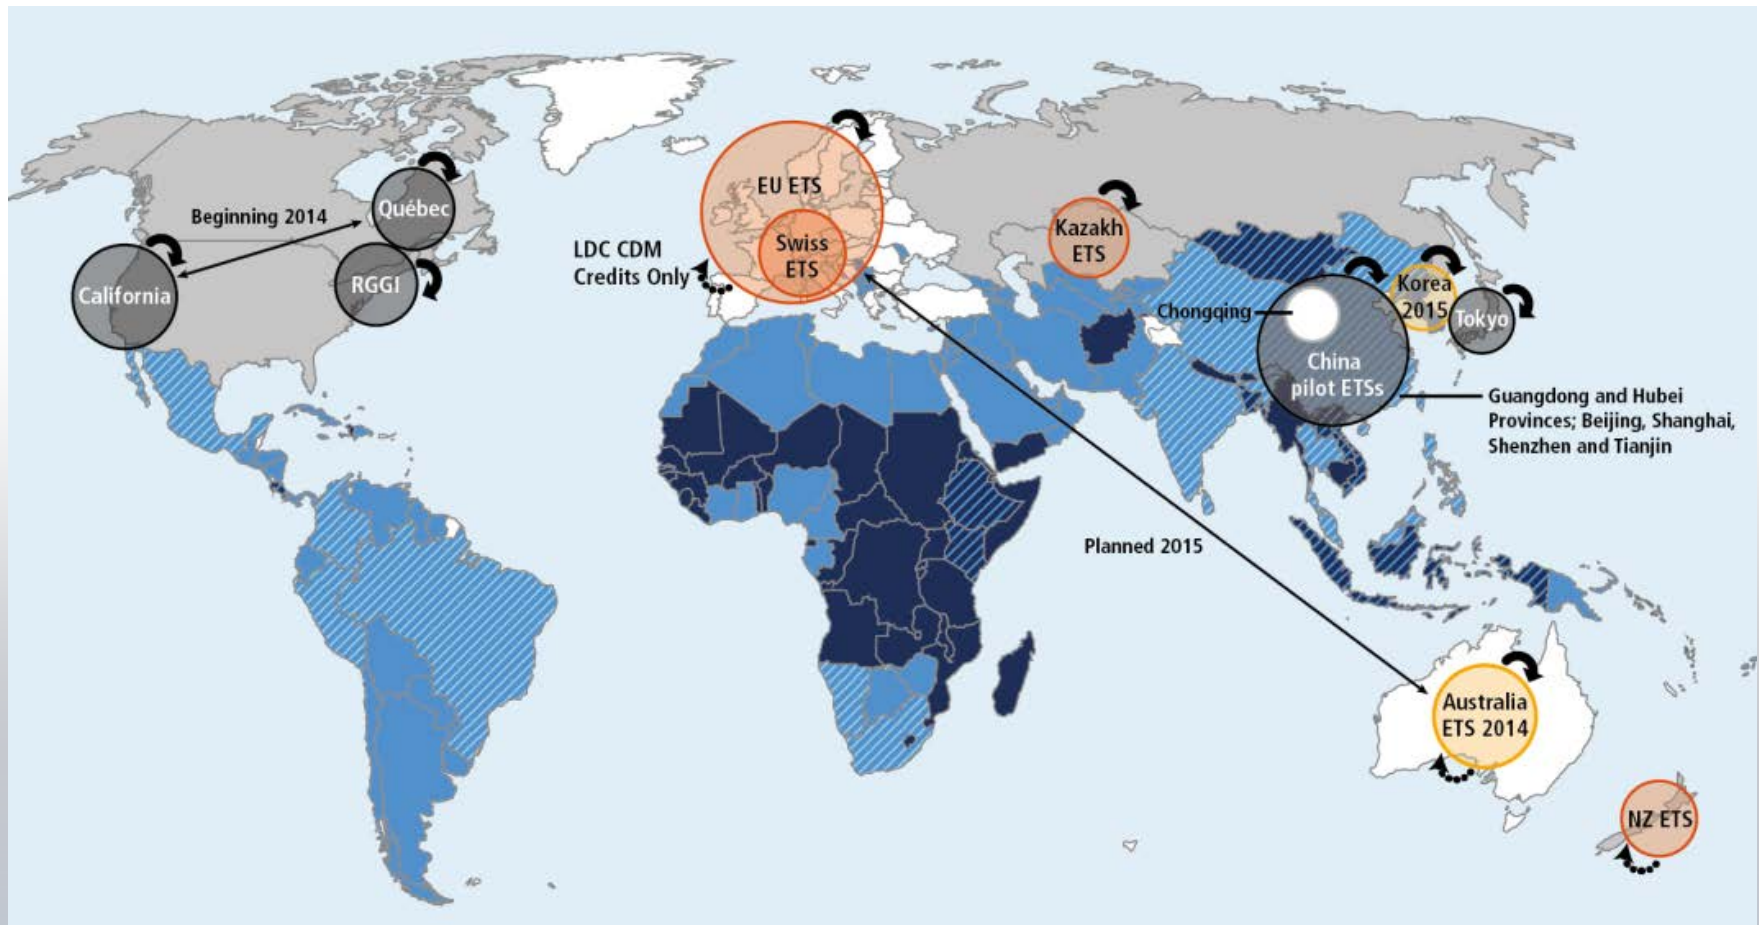 Québec
Beginning 2014
California
RGGI
EU ETS
Swiss
ETS
LDC CDM
Credits Only
Kazakh
ETS
Korea
2015
Tokyo
Chongqing
China
pilot ETSs
Guangdong and Hubei
Provinces; Beijing, Shanghai,
Shenzhen and Tianjin
Planned 2015
Australia
ETS 2014
NZ ETS